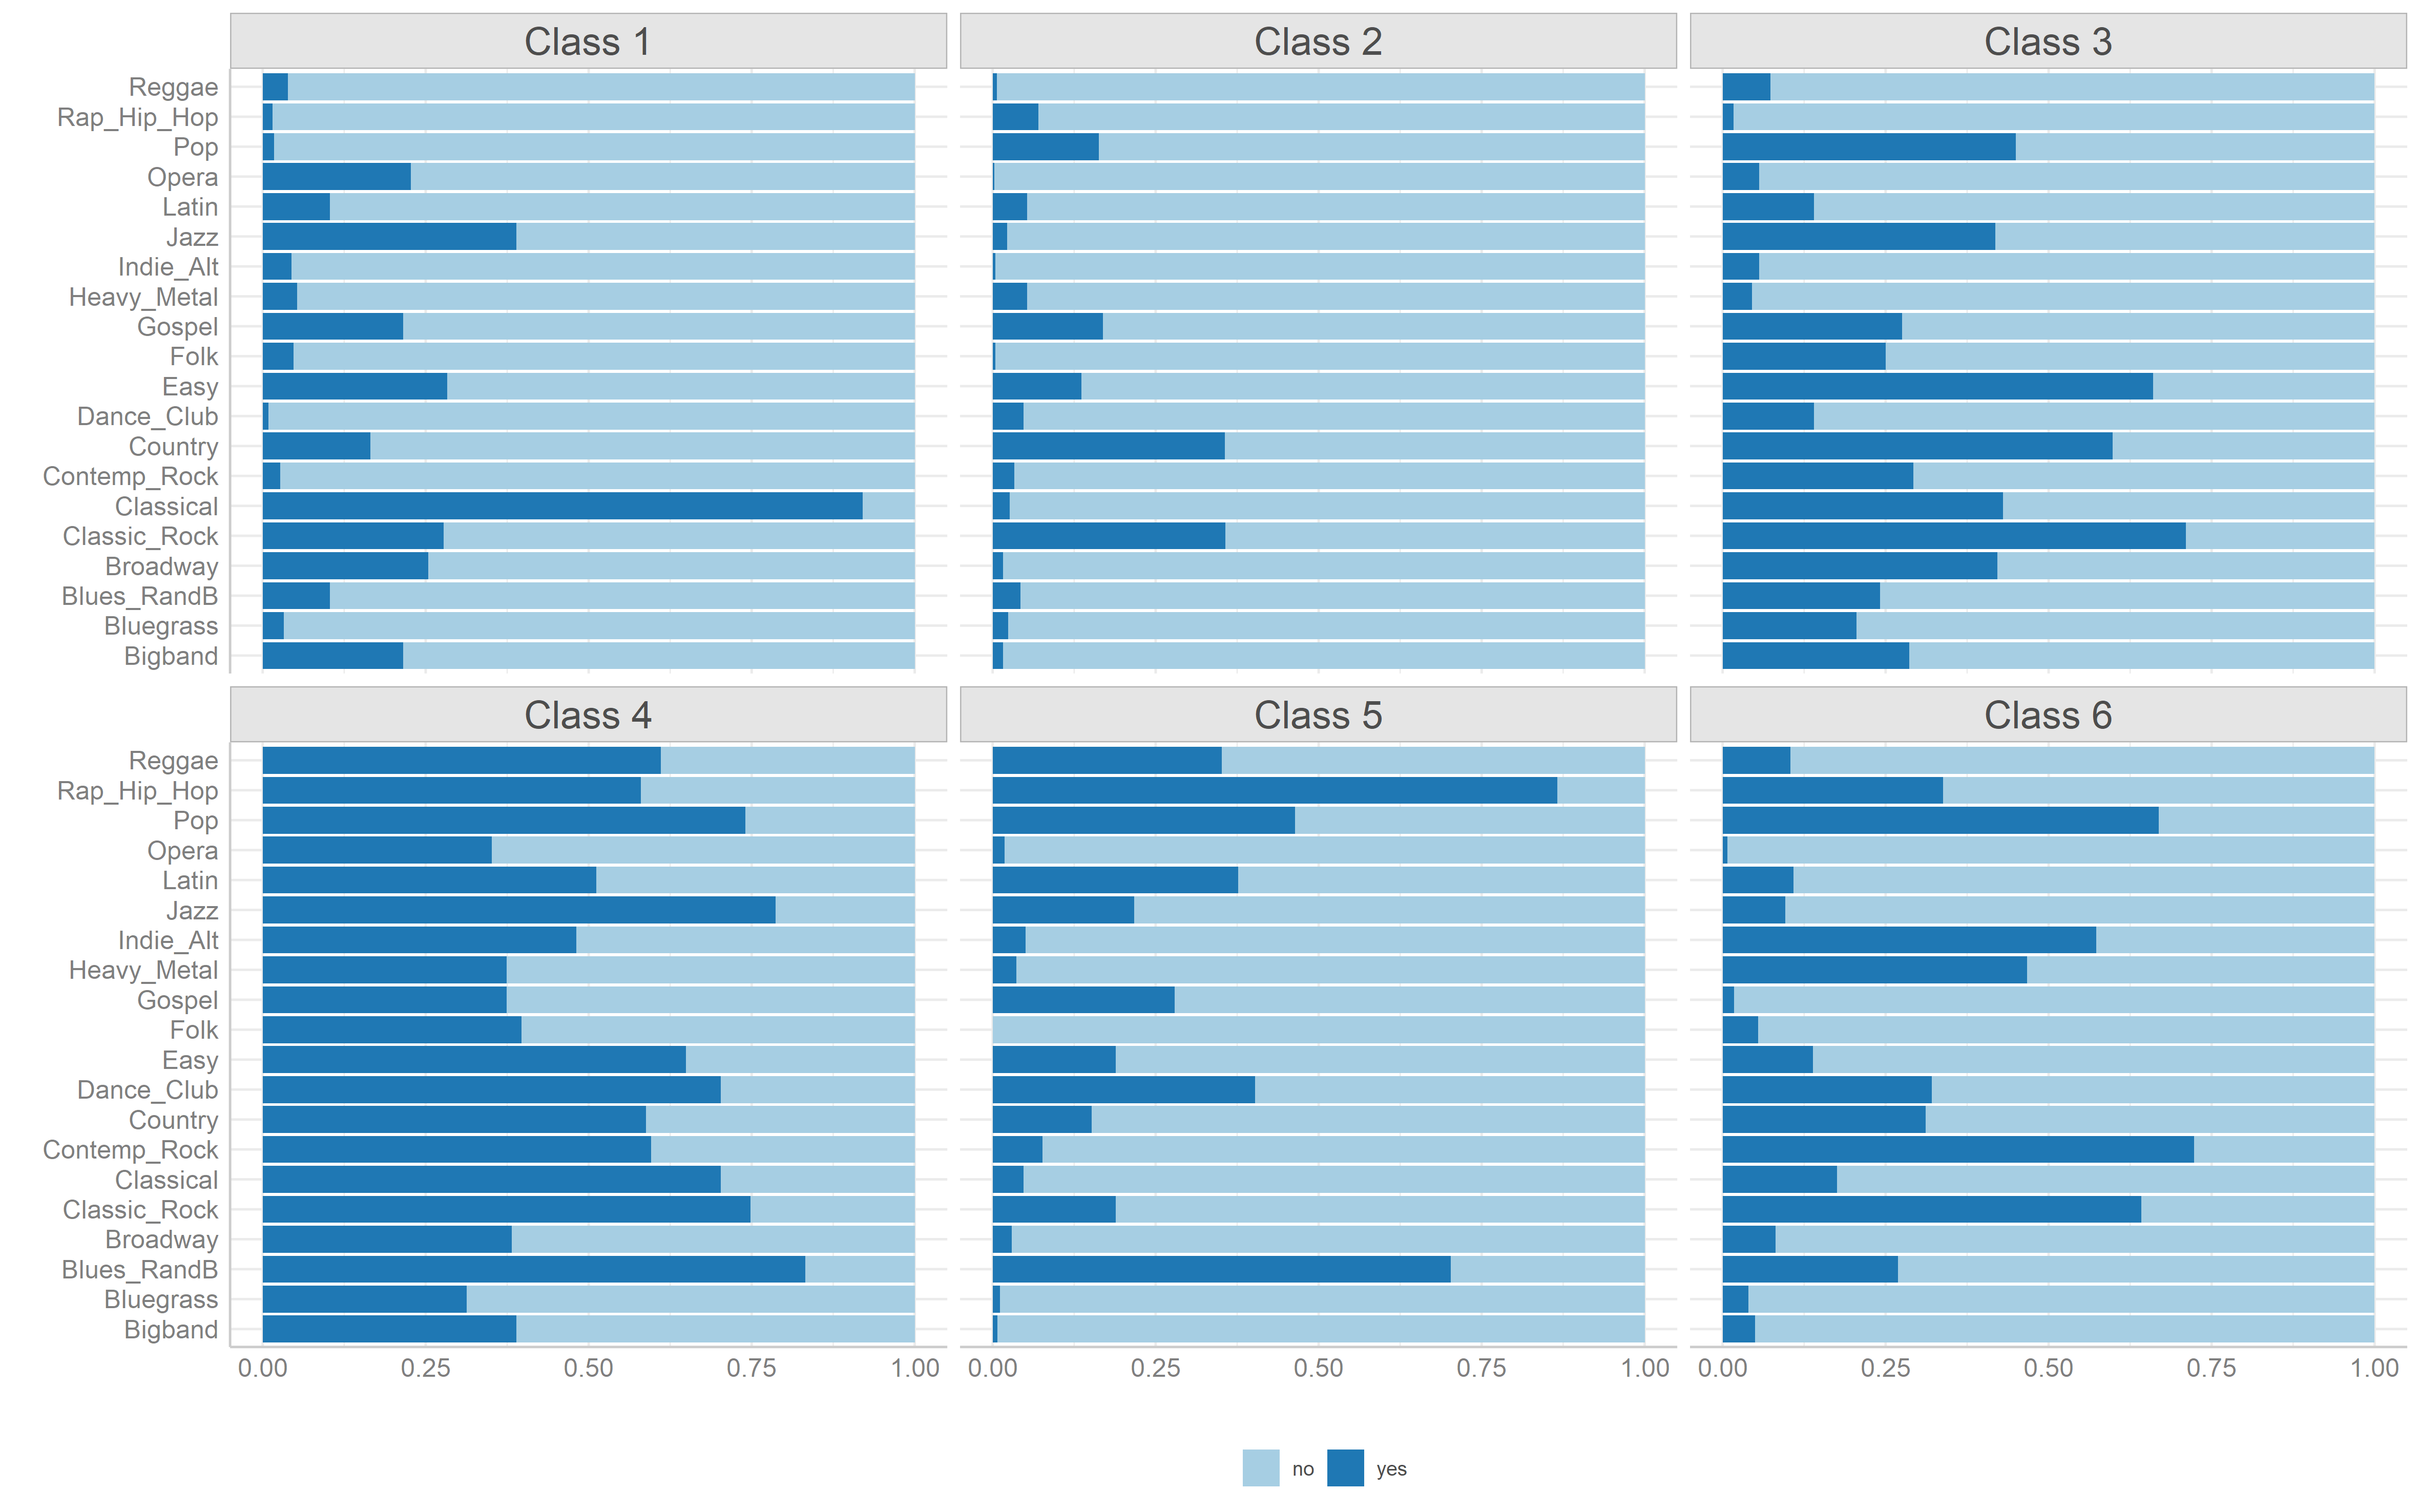 Class 1 Class 2 Class 3
Reggae
Rap_Hip_Hop
Pop
Opera
Latin
Jazz
Indie_Alt
Heavy_Metal
Gospel
Folk
Easy
Dance_Club
Country
Contemp_Rock
Classical
Classic_Rock
Broadway
Blues_RandB
Bluegrass
Bigband
Class 4 Class 5 Class 6
Reggae
Rap_Hip_Hop
Pop
Opera
Latin
Jazz
Indie_Alt
Heavy_Metal
Gospel
Folk
Easy
Dance_Club
Country
Contemp_Rock
Classical
Classic_Rock
Broadway
Blues_RandB
Bluegrass
Bigband
0.00 0.25 0.50 0.75 1.00 0.00 0.25 0.50 0.75 1.00 0.00 0.25 0.50 0.75 1.00
no yes